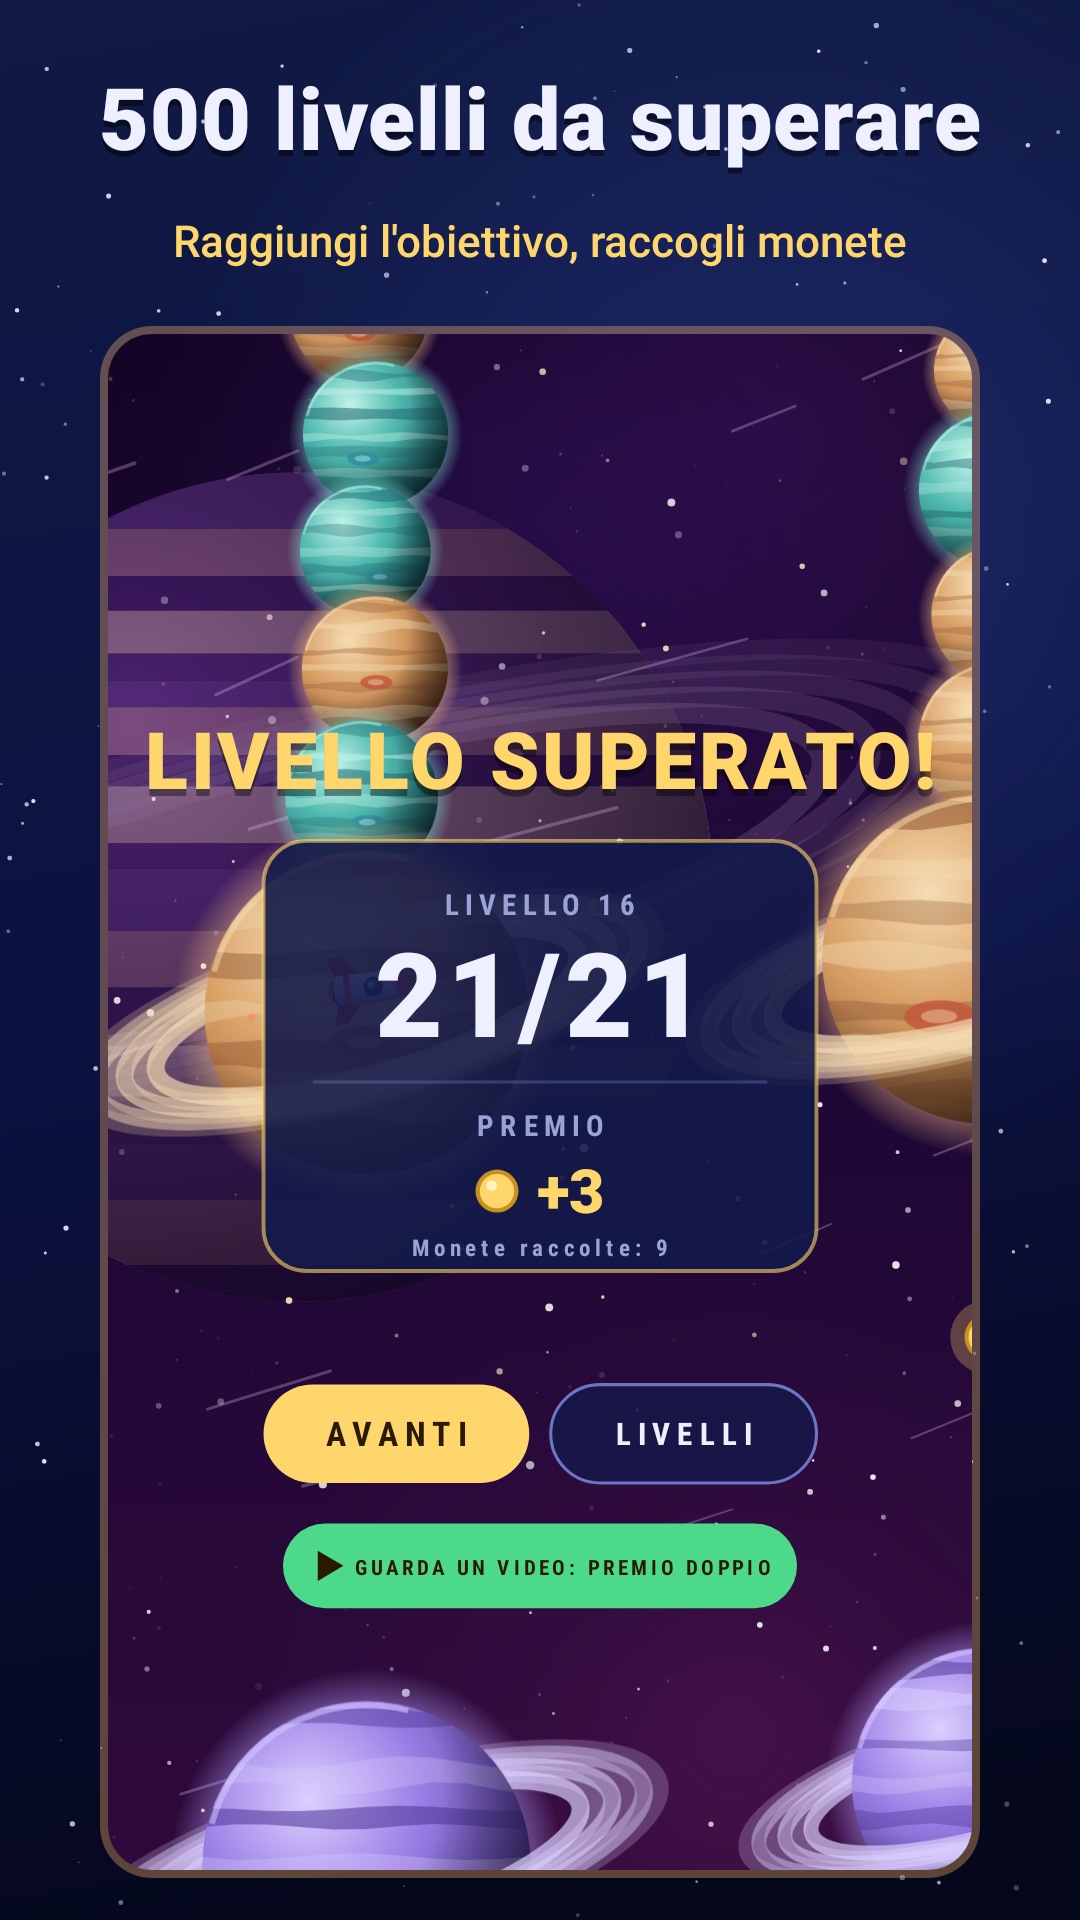 500 livelli da superare
Raggiungi l'obiettivo, raccogli monete
LIVELLO SUPERATO!
LIVELLO 16
21/21
PREMIO
+3
Monete raccolte: 9
AVANTI
LIVELLI
GUARDA UN VIDEO: PREMIO DOPPIO